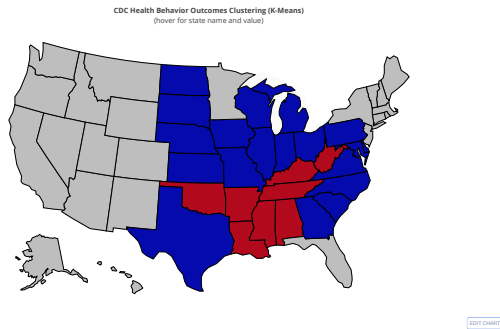 CDC Health Behavior Outcomes Clustering (K-Means)
(hover for state name and value)
EDIT CHART